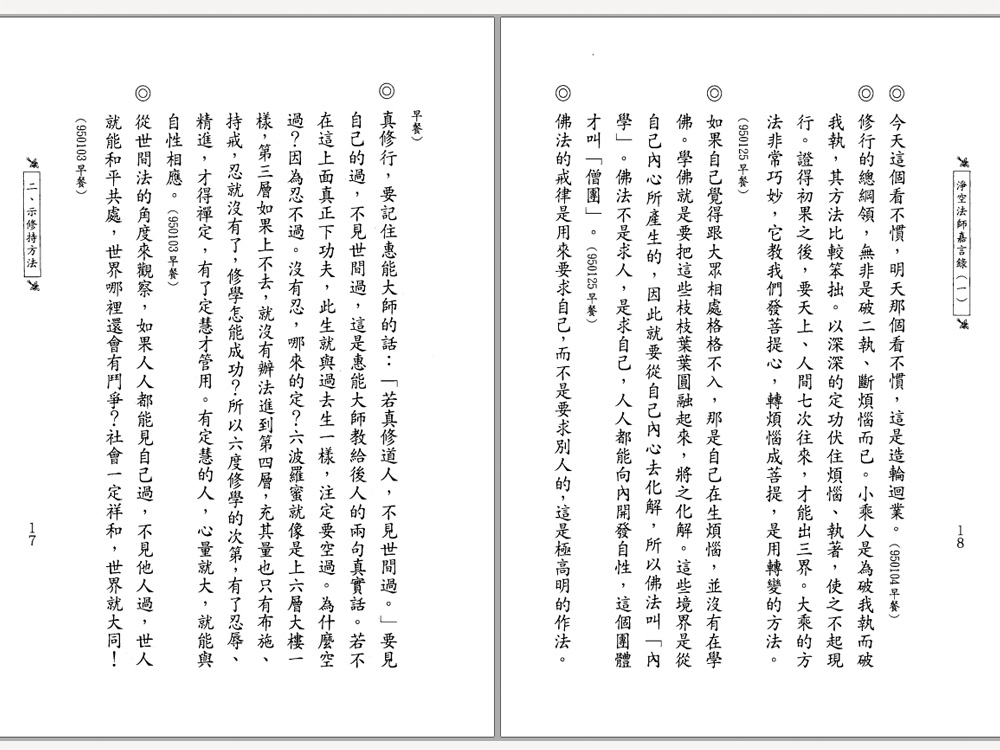 早餐）
◎真修行，要記住惠能大師的話：「若真修道人，不見世間過。」要見
自己的過，不見世間過，這是惠能大師教給後人的兩句真實話。若不
在這上面真正下功夫，此生就與過去生一樣，注定要空過。為什麼空
過？因為忍不過。沒有忍，哪來的定？六波羅蜜就像是上六層大樓一
樣，第三層如果上不去，就沒有辦法進到第四層，充其量也只有布施、
持戒，忍就沒有了，修學怎能成功？所以六度修學的次第，有了忍辱、
精進，才得禪定，有了定慧才管用。有定慧的人，心量就大，就能與
自性相應。（950103早餐）
◎從世間法的角度來觀察，如果人人都能見自己過，不見他人過，世人
就能和平共處，世界哪裡還會有鬥爭？社會一定祥和，世界就大同！
（950103早餐）
二、示修持方法
17
淨空法師嘉言錄（一）
18
◎今天這個看不慣，明天那個看不慣，這是造輪迴業。（950104早餐）
◎修行的總綱領，無非是破二執、斷煩惱而已。小乘人是為破我執而破
我執，其方法比較笨拙。以深深的定功伏住煩惱、執著，使之不起現
行。證得初果之後，要天上、人間七次往來，才能出三界。大乘的方
法非常巧妙，它教我們發菩提心，轉煩惱成菩提，是用轉變的方法。
（950125早餐）
◎如果自己覺得跟大眾相處格格不入，那是自己在生煩惱，並沒有在學
佛。學佛就是要把這些枝枝葉葉圓融起來，將之化解。這些境界是從
自己內心所產生的，因此就要從自己內心去化解，所以佛法叫「內
學」。佛法不是求人，是求自己，人人都能向內開發自性，這個團體
才叫「僧團」。（950125早餐）
◎佛法的戒律是用來要求自己，而不是要求別人的，這是極高明的作法。